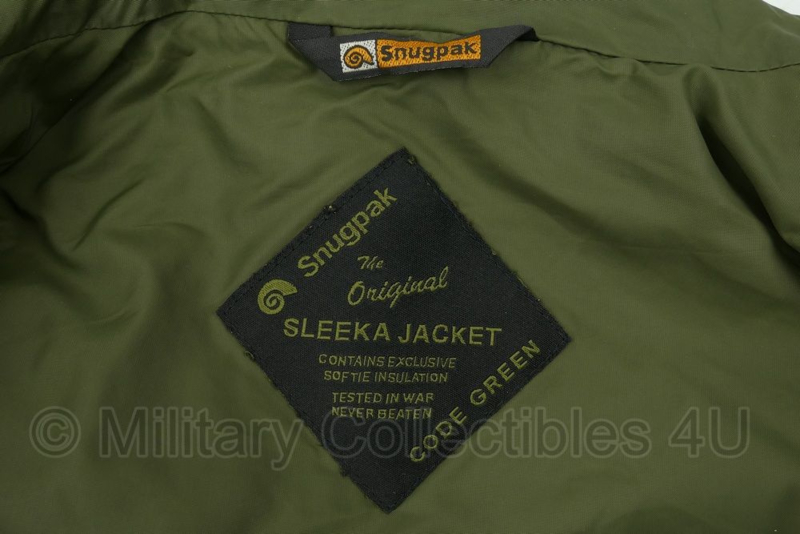 Snugpak
Snugpak
The
Original
SLEEKA JACKET
CONTAINS EXCLUSIVE
SOFTIE INSULATION
TESTED IN WAR
NEVER BEATEN
CODE GREEN
© Military Collectibles 4U